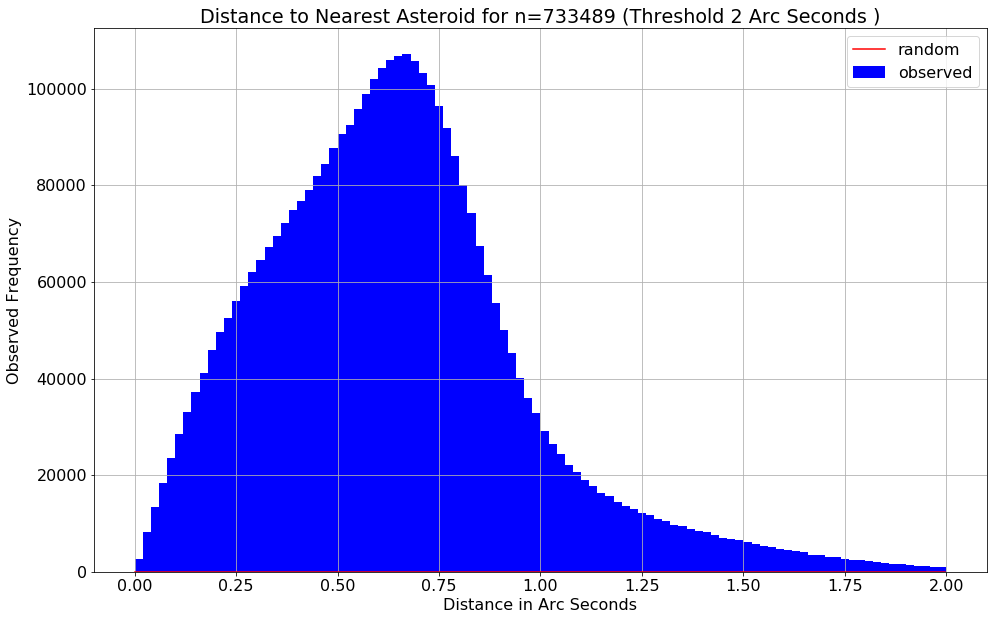 Distance to Nearest Asteroid for n=733489 (Threshold 2 Arc Seconds )
random
observed
Observed Frequency
100000
80000
60000
40000
20000
0
0.00 0.25 0.50 0.75 1.00 1.25 1.50 1.75 2.00
Distance in Arc Seconds